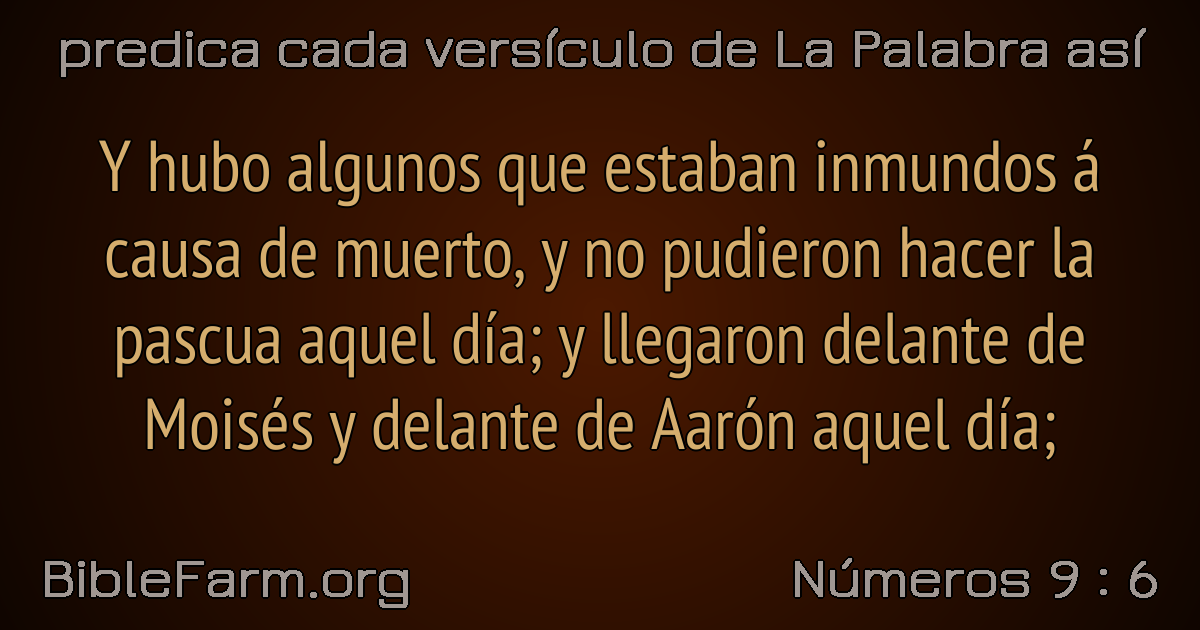 predica cada versículo de La Palabra así
Y hubo algunos que estaban inmundos á
causa de muerto, y no pudieron hacer la
pascua aquel día; y llegaron delante de
Moisés y delante de Aarón aquel día;
BibleFarm.org
Números 9 : 6